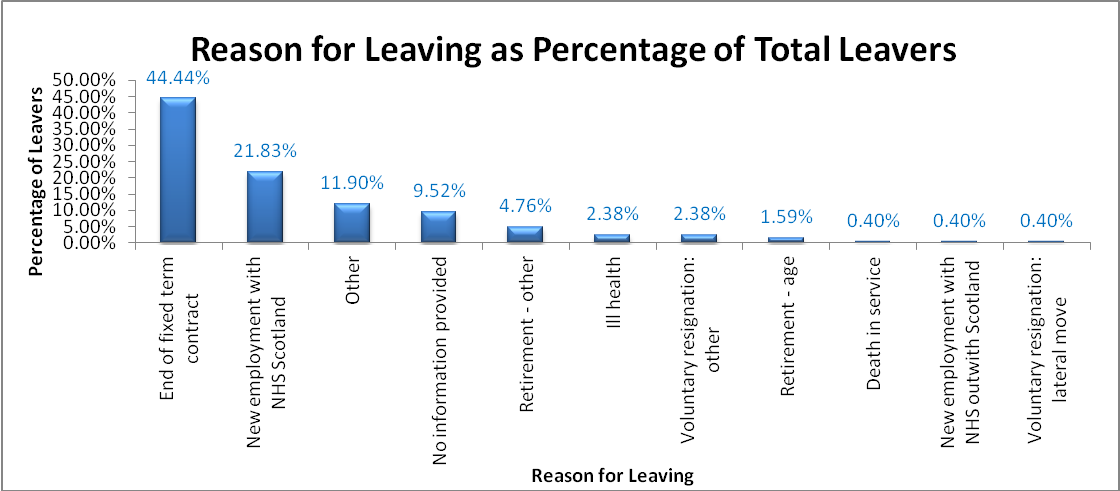 Reason for Leaving as Percentage of Total Leavers
Percentage of Leavers
50.00%
45.00%
40.00%
35.00%
30.00%
25.00%
20.00%
15.00%
10.00%
5.00%
0.00%
44.44%
21.83%
11.90%
9.52%
4.76%
2.38%
2.38%
1.59%
0.40%
0.40%
0.40%
End of fixed term
contract
New employment with
NHS Scotland
Other
No information provided
Retirement - other
Ill health
Voluntary resignation:
other
Retirement - age
Death in service
New employment with
NHS outwith Scotland
Voluntary resignation:
lateral move
Reason for Leaving